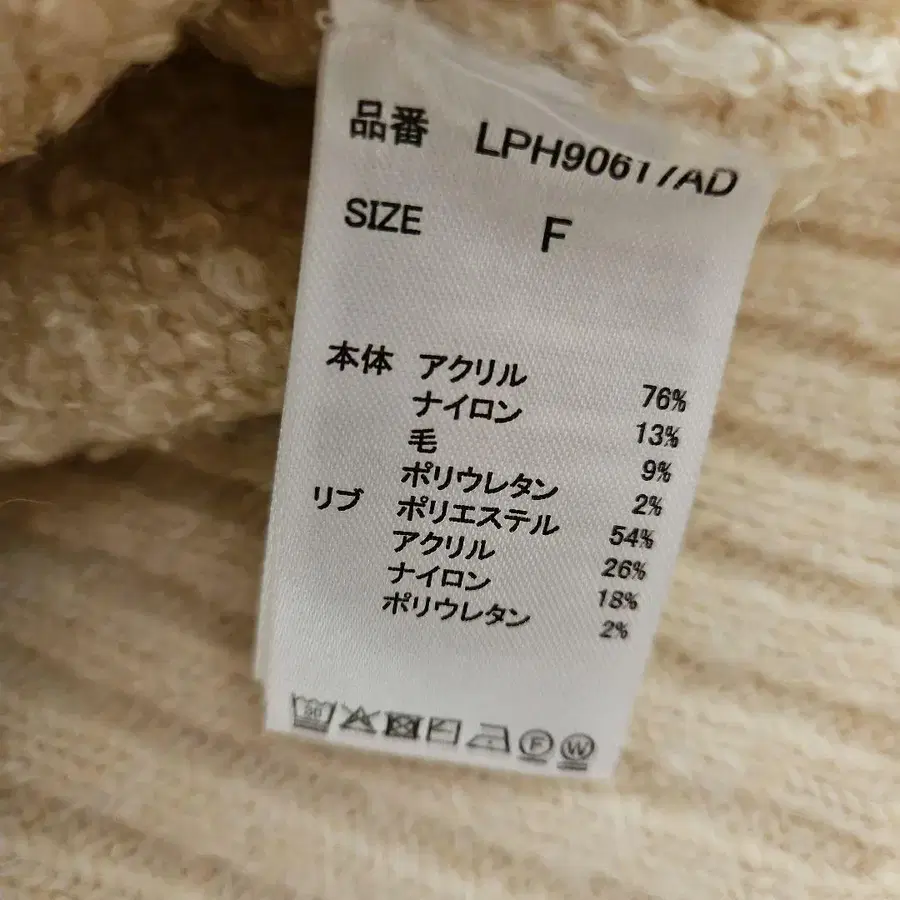 品番 LPH90617AD
SIZE F
本体 アクリル 76%
ナイロン 13%
毛 9%
ポリウレタン 2%
リブ ポリエステル 54%
アクリル 26%
ナイロン 18%
ポリウレタン 2%
F W